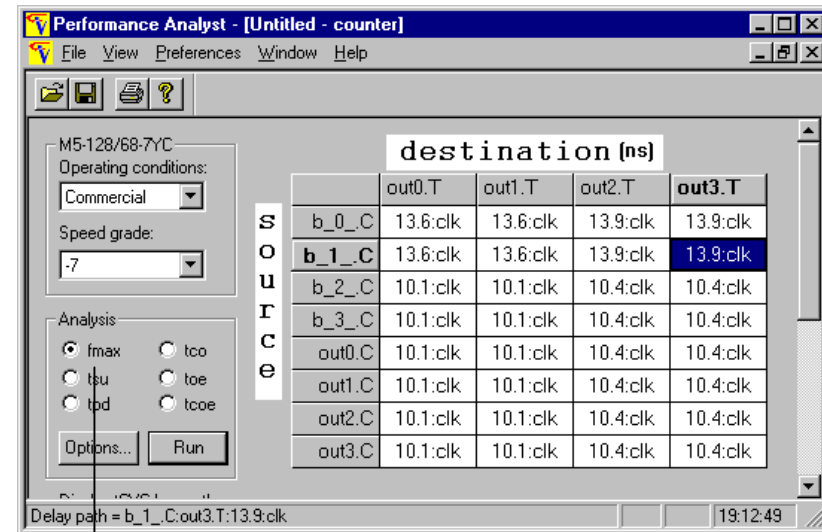 Performance Analyst - [Untitled - counter]
File View Preferences Window Help
M5-128/68-7YC
Operating conditions:
Commercial
Speed grade:
-7
Analysis
fmax tco
tsu toe
tpd tcoe
Options... Run
destination (ns)
source
out0.T out1.T out2.T out3.T
b_0_.C 13.6:clk 13.6:clk 13.9:clk 13.9:clk
b_1_.C 13.6:clk 13.6:clk 13.9:clk 13.9:clk
b_2_.C 10.1:clk 10.1:clk 10.4:clk 10.4:clk
b_3_.C 10.1:clk 10.1:clk 10.4:clk 10.4:clk
out0.C 10.1:clk 10.1:clk 10.4:clk 10.4:clk
out1.C 10.1:clk 10.1:clk 10.4:clk 10.4:clk
out2.C 10.1:clk 10.1:clk 10.4:clk 10.4:clk
out3.C 10.1:clk 10.1:clk 10.4:clk 10.4:clk
Delay path = b_1_.C:out3.T:13.9:clk 19:12:49